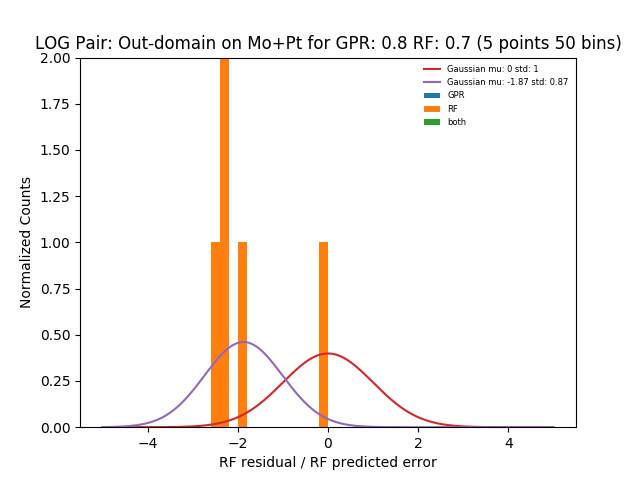 LOG Pair: Out-domain on Mo+Pt for GPR: 0.8 RF: 0.7 (5 points 50 bins)
Gaussian mu: 0 std: 1
Gaussian mu: -1.87 std: 0.87
GPR
RF
both
Normalized Counts
2.00
1.75
1.50
1.25
1.00
0.75
0.50
0.25
0.00
−4
−2
0
2
4
RF residual / RF predicted error